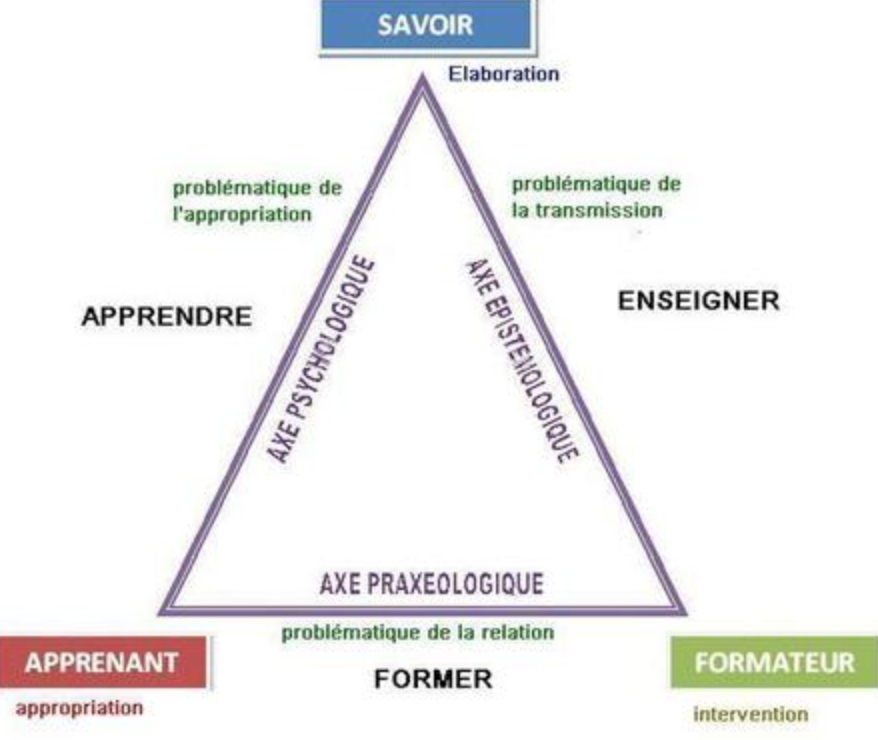 SAVOIR
Elaboration
problématique de
l'appropriation
problématique de
la transmission
APPRENDRE
ENSEIGNER
AXE PSYCHOLOGIQUE
AXE EPISTEMOLOGIQUE
AXE PRAXEOLOGIQUE
problématique de la relation
APPRENANT
FORMER
FORMATEUR
appropriation
intervention